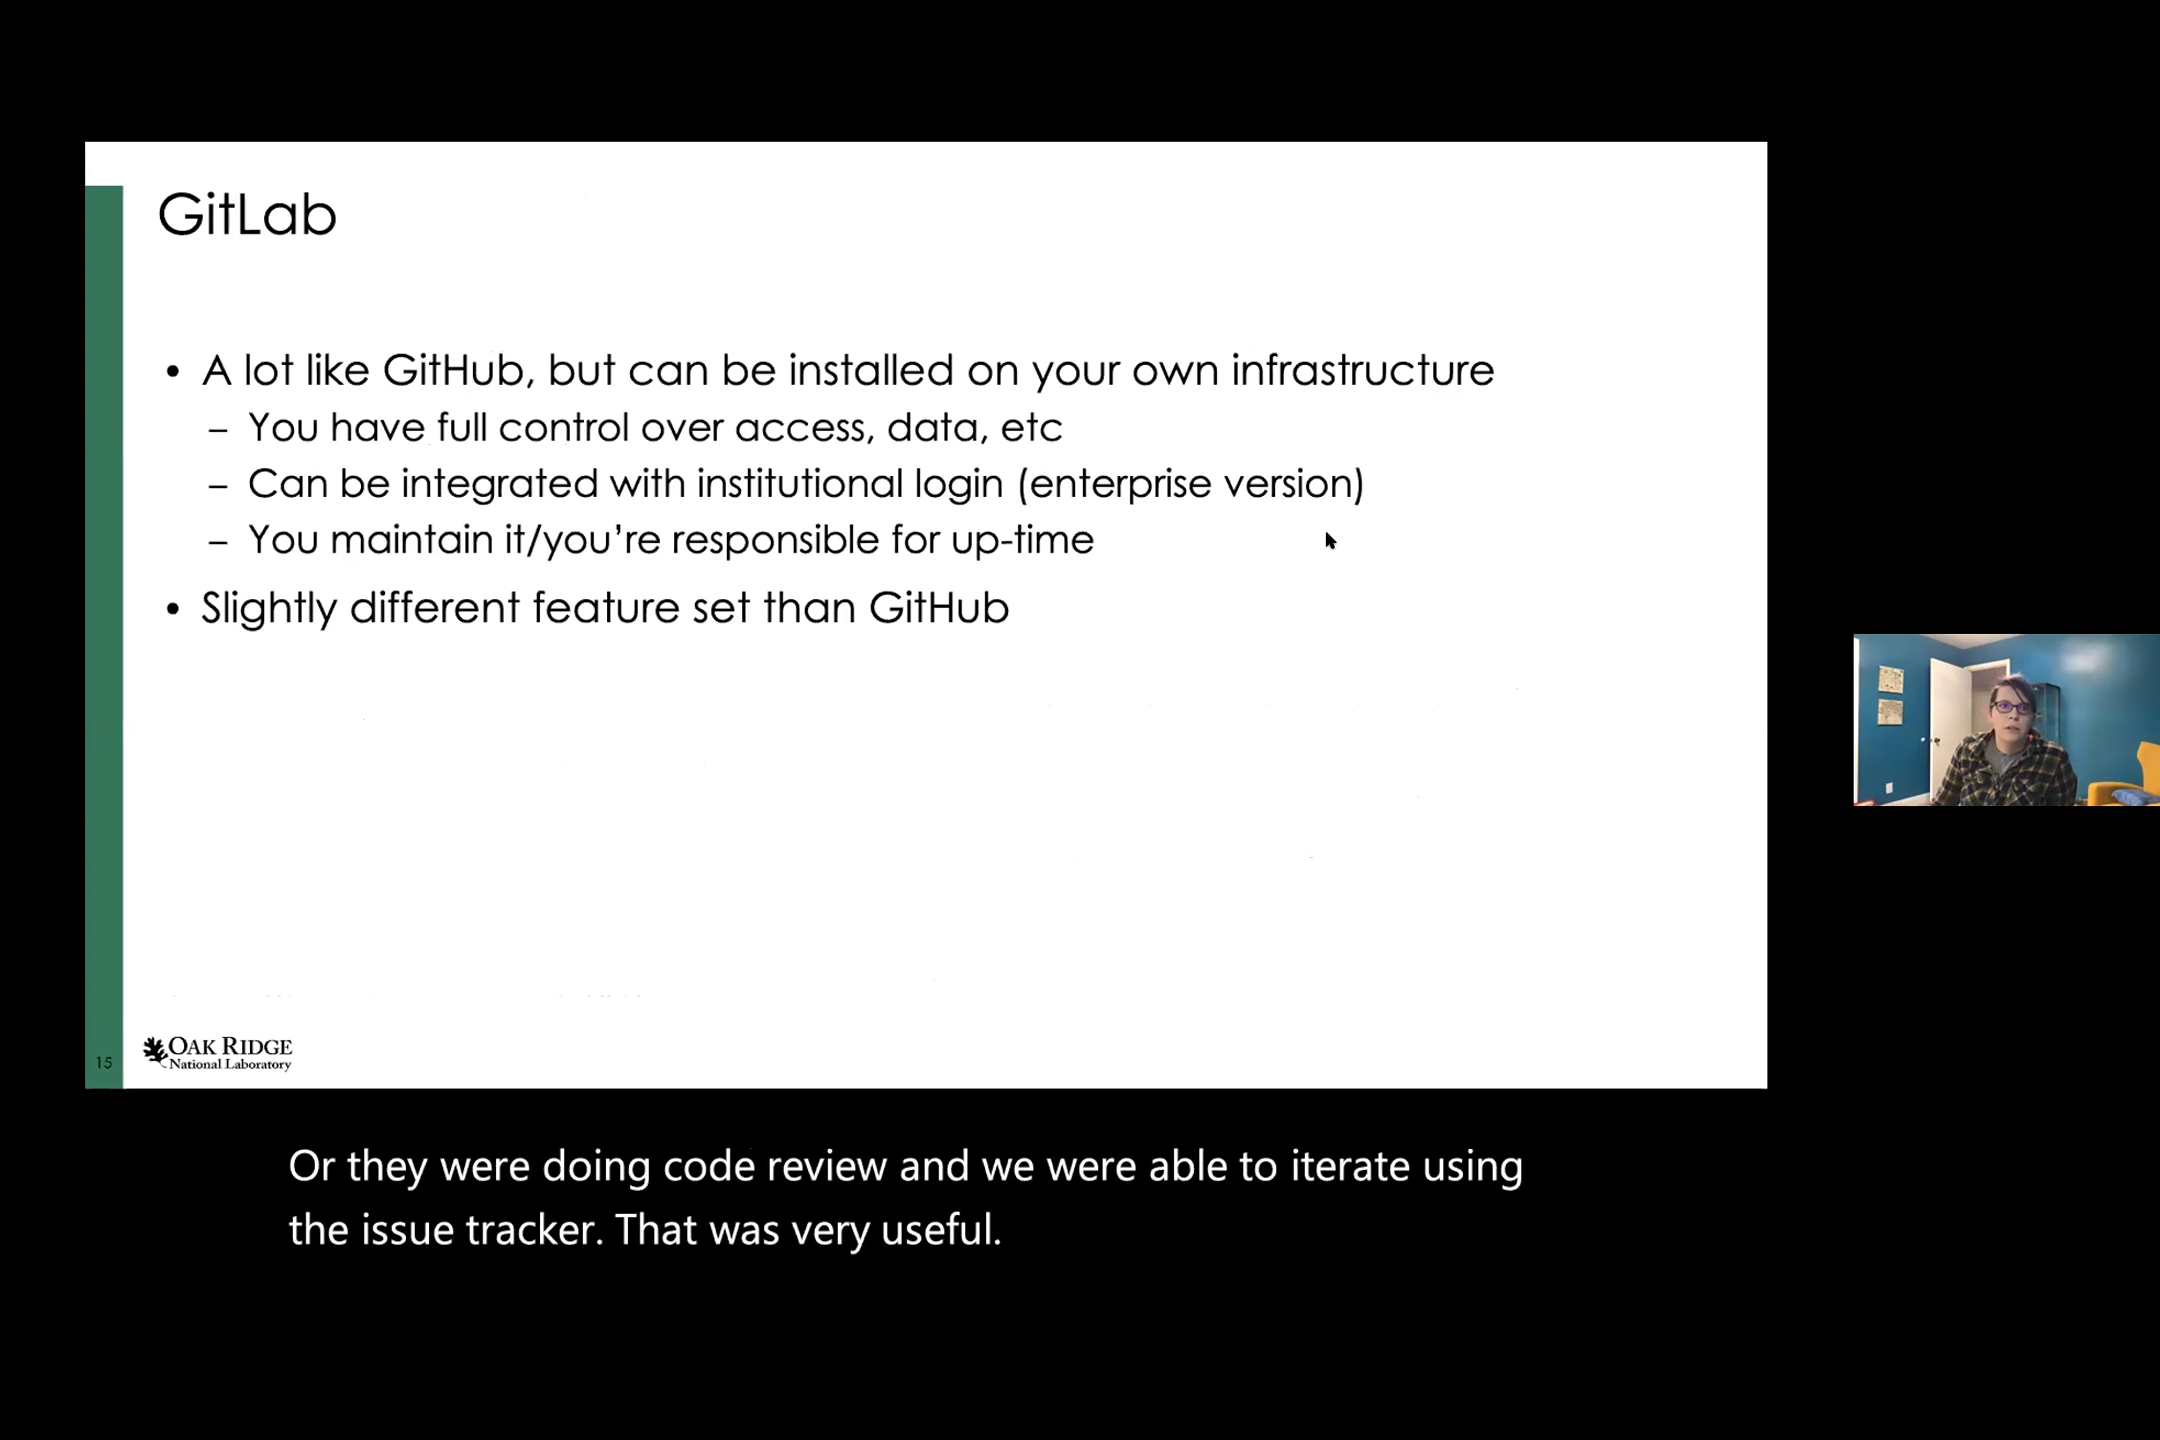 GitLab
• A lot like GitHub, but can be installed on your own infrastructure
– You have full control over access, data, etc
– Can be integrated with institutional login (enterprise version)
– You maintain it/you’re responsible for up-time
• Slightly different feature set than GitHub
15
OAK RIDGE
National Laboratory
Or they were doing code review and we were able to iterate using
the issue tracker. That was very useful.